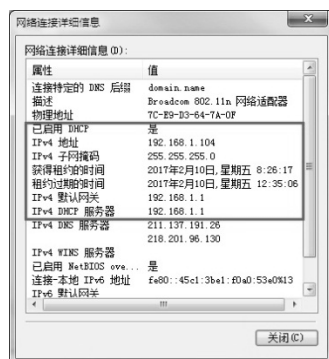 网络连接详细信息
网络连接详细信息(D):
属性 值
连接特定的 DNS 后缀 domain.name
描述 Broadcom 802.11n 网络适配器
物理地址 7C-E9-D3-64-7A-0F
已启用 DHCP 是
IPv4 地址 192.168.1.104
IPv4 子网掩码 255.255.255.0
获得租约的时间 2017年2月10日, 星期五 8:26:17
租约过期的时间 2017年2月10日, 星期五 12:35:06
IPv4 默认网关 192.168.1.1
IPv4 DHCP 服务器 192.168.1.1
IPv4 DNS 服务器 211.137.191.26
218.201.96.130
IPv4 WINS 服务器
已启用 NetBIOS ove... 是
连接-本地 IPv6 地址 fe80::45c1:3be1:f0a0:53e0%13
IPv6 默认网关
关闭(C)